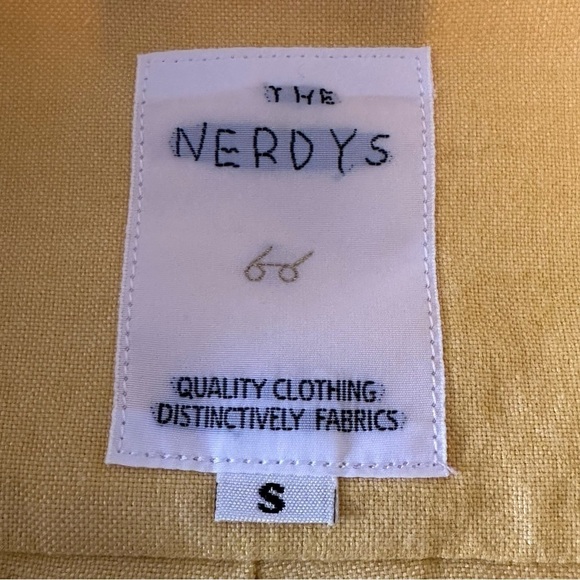 THE
NERDYS
QUALITY CLOTHING
DISTINCTIVELY FABRICS
S